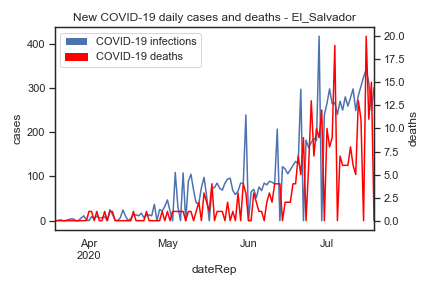 New COVID-19 daily cases and deaths - El_Salvador
COVID-19 infections
COVID-19 deaths
400
300
200
100
0
cases
20.0
17.5
15.0
12.5
10.0
7.5
5.0
2.5
0.0
deaths
Apr
2020
May
Jun
Jul
dateRep